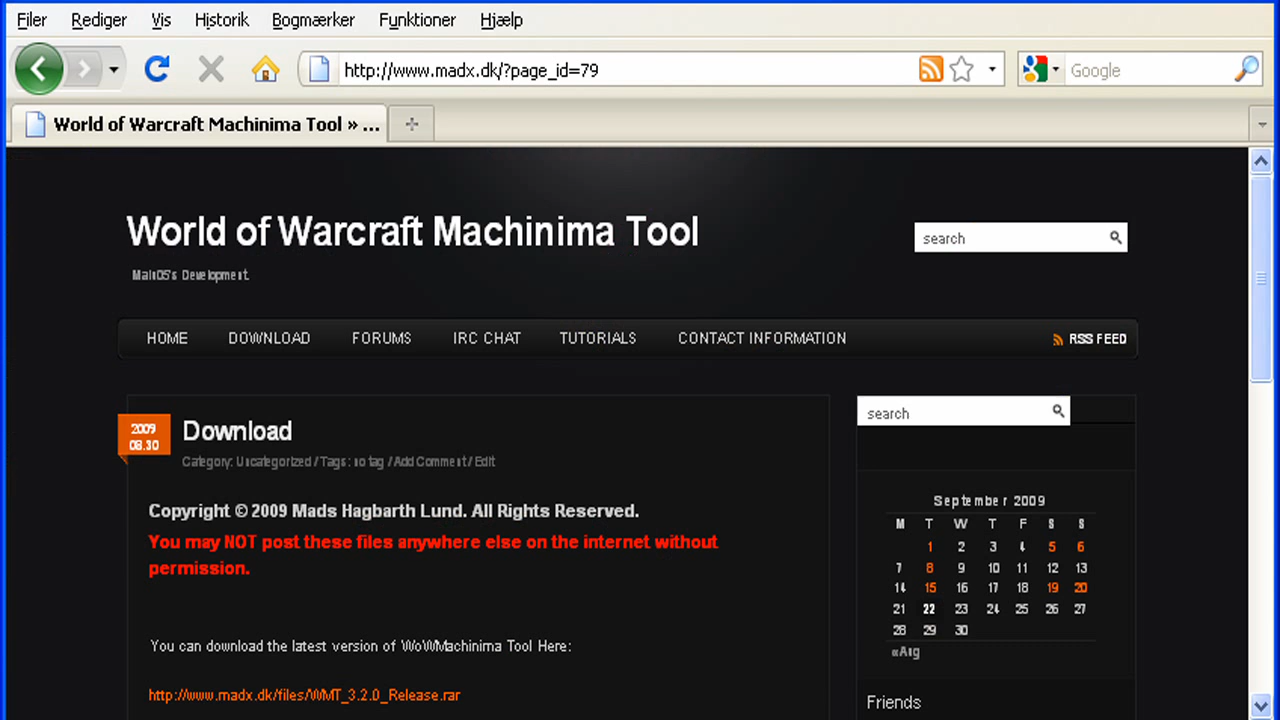 Filer Rediger Vis Historik Bogmærker Funktioner Hjælp
http://www.madx.dk/?page_id=79
Google
World of Warcraft Machinima Tool » ...
World of Warcraft Machinima Tool
search
Development.
HOME DOWNLOAD FORUMS IRC CHAT TUTORIALS CONTACT INFORMATION RSS FEED
2009
08.30
Download
Category: Uncategorized / Tags: no tag / Add Comment / Edit
search
Copyright © 2009 Mads Hagbarth Lund. All Rights Reserved.
You may NOT post these files anywhere else on the internet without
permission.
September 2009
M T W T F S S
1 2 3 4 5 6
7 8 9 10 11 12 13
14 15 16 17 18 19 20
21 22 23 24 25 26 27
28 29 30
«Aug
You can download the latest version of WoWMachinima Tool Here:
http://www.madx.dk/files/WMT_3.2.0_Release.rar
Friends